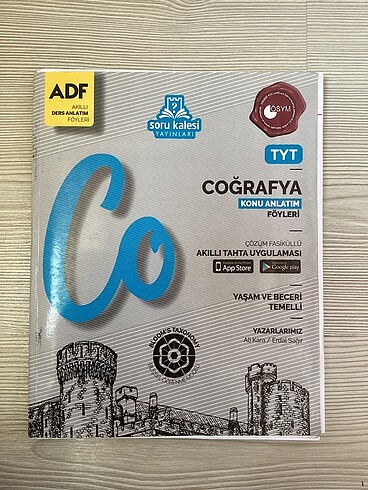 ADF
AKILLI
DERS ANLATIM
FÖYLERİ
soru kalesi
YAYINLARI
ÖSYM
TYT
COĞRAFYA
KONU ANLATIM
FÖYLERİ
Co
ÇÖZÜM FASİKÜLLÜ
AKILLI TAHTA UYGULAMASI
App Store
Google play
YAŞAM VE BECERİ
TEMELLİ
YAZARLARIMIZ
Ali Kara / Erdal Sağır
BLOOM'S TAXONOMY